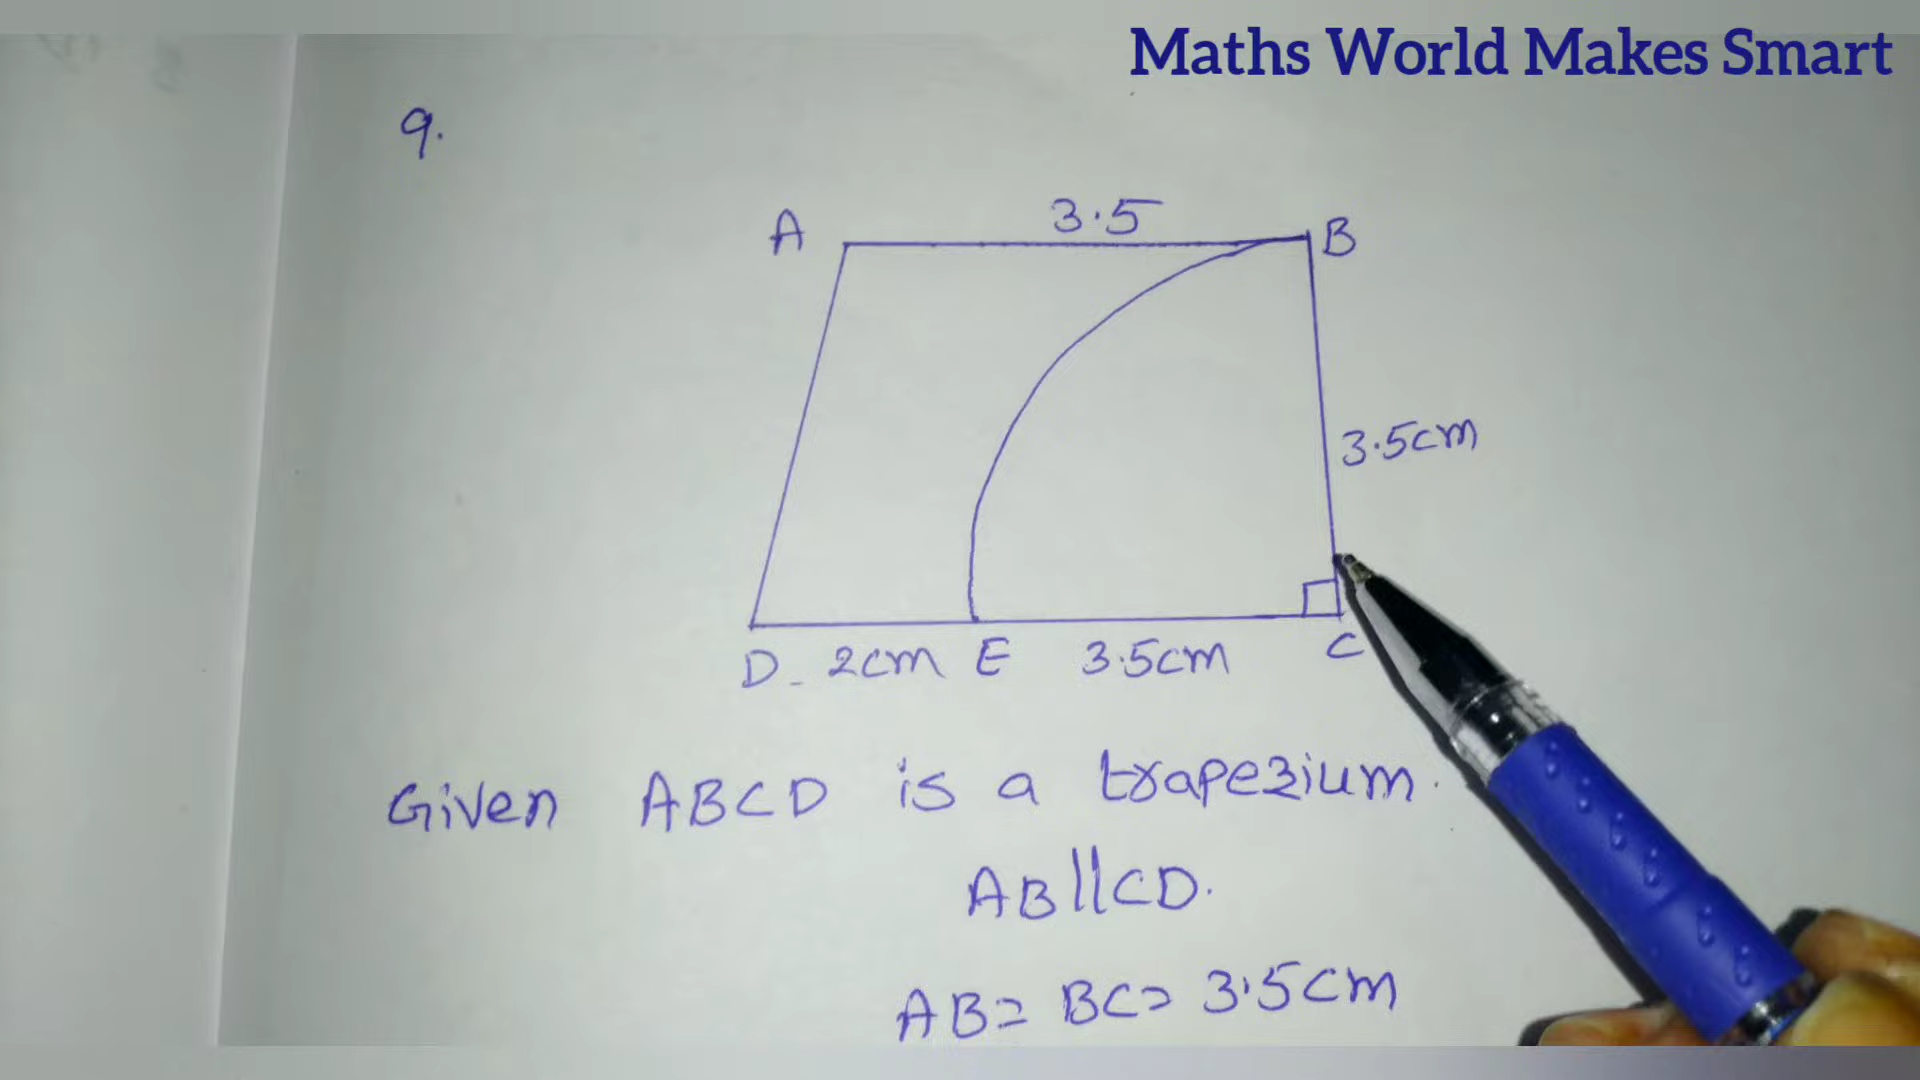 Maths World Makes Smart
9.
3.5
A
B
3.5cm
D 2cm E 3.5cm C
Given ABCD is a trapezium.
AB||CD.
AB = BC = 3.5cm